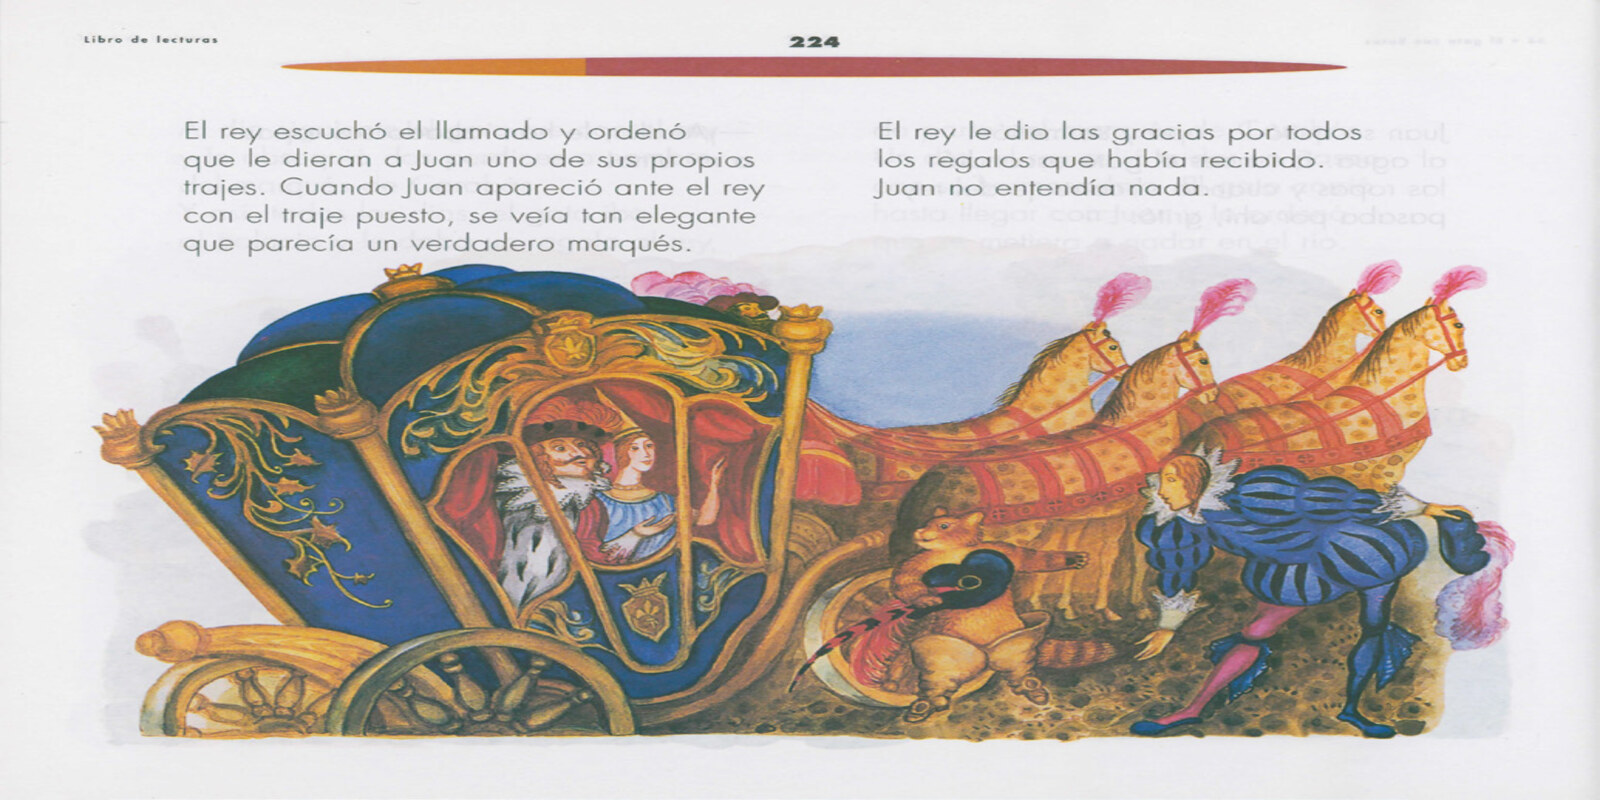 Libro de lecturas
224
El rey escuchó el llamado y ordenó
que le dieran a Juan uno de sus propios
trajes. Cuando Juan apareció ante el rey
con el traje puesto, se veía tan elegante
que parecía un verdadero marqués.
El rey le dio las gracias por todos
los regalos que había recibido.
Juan no entendía nada.